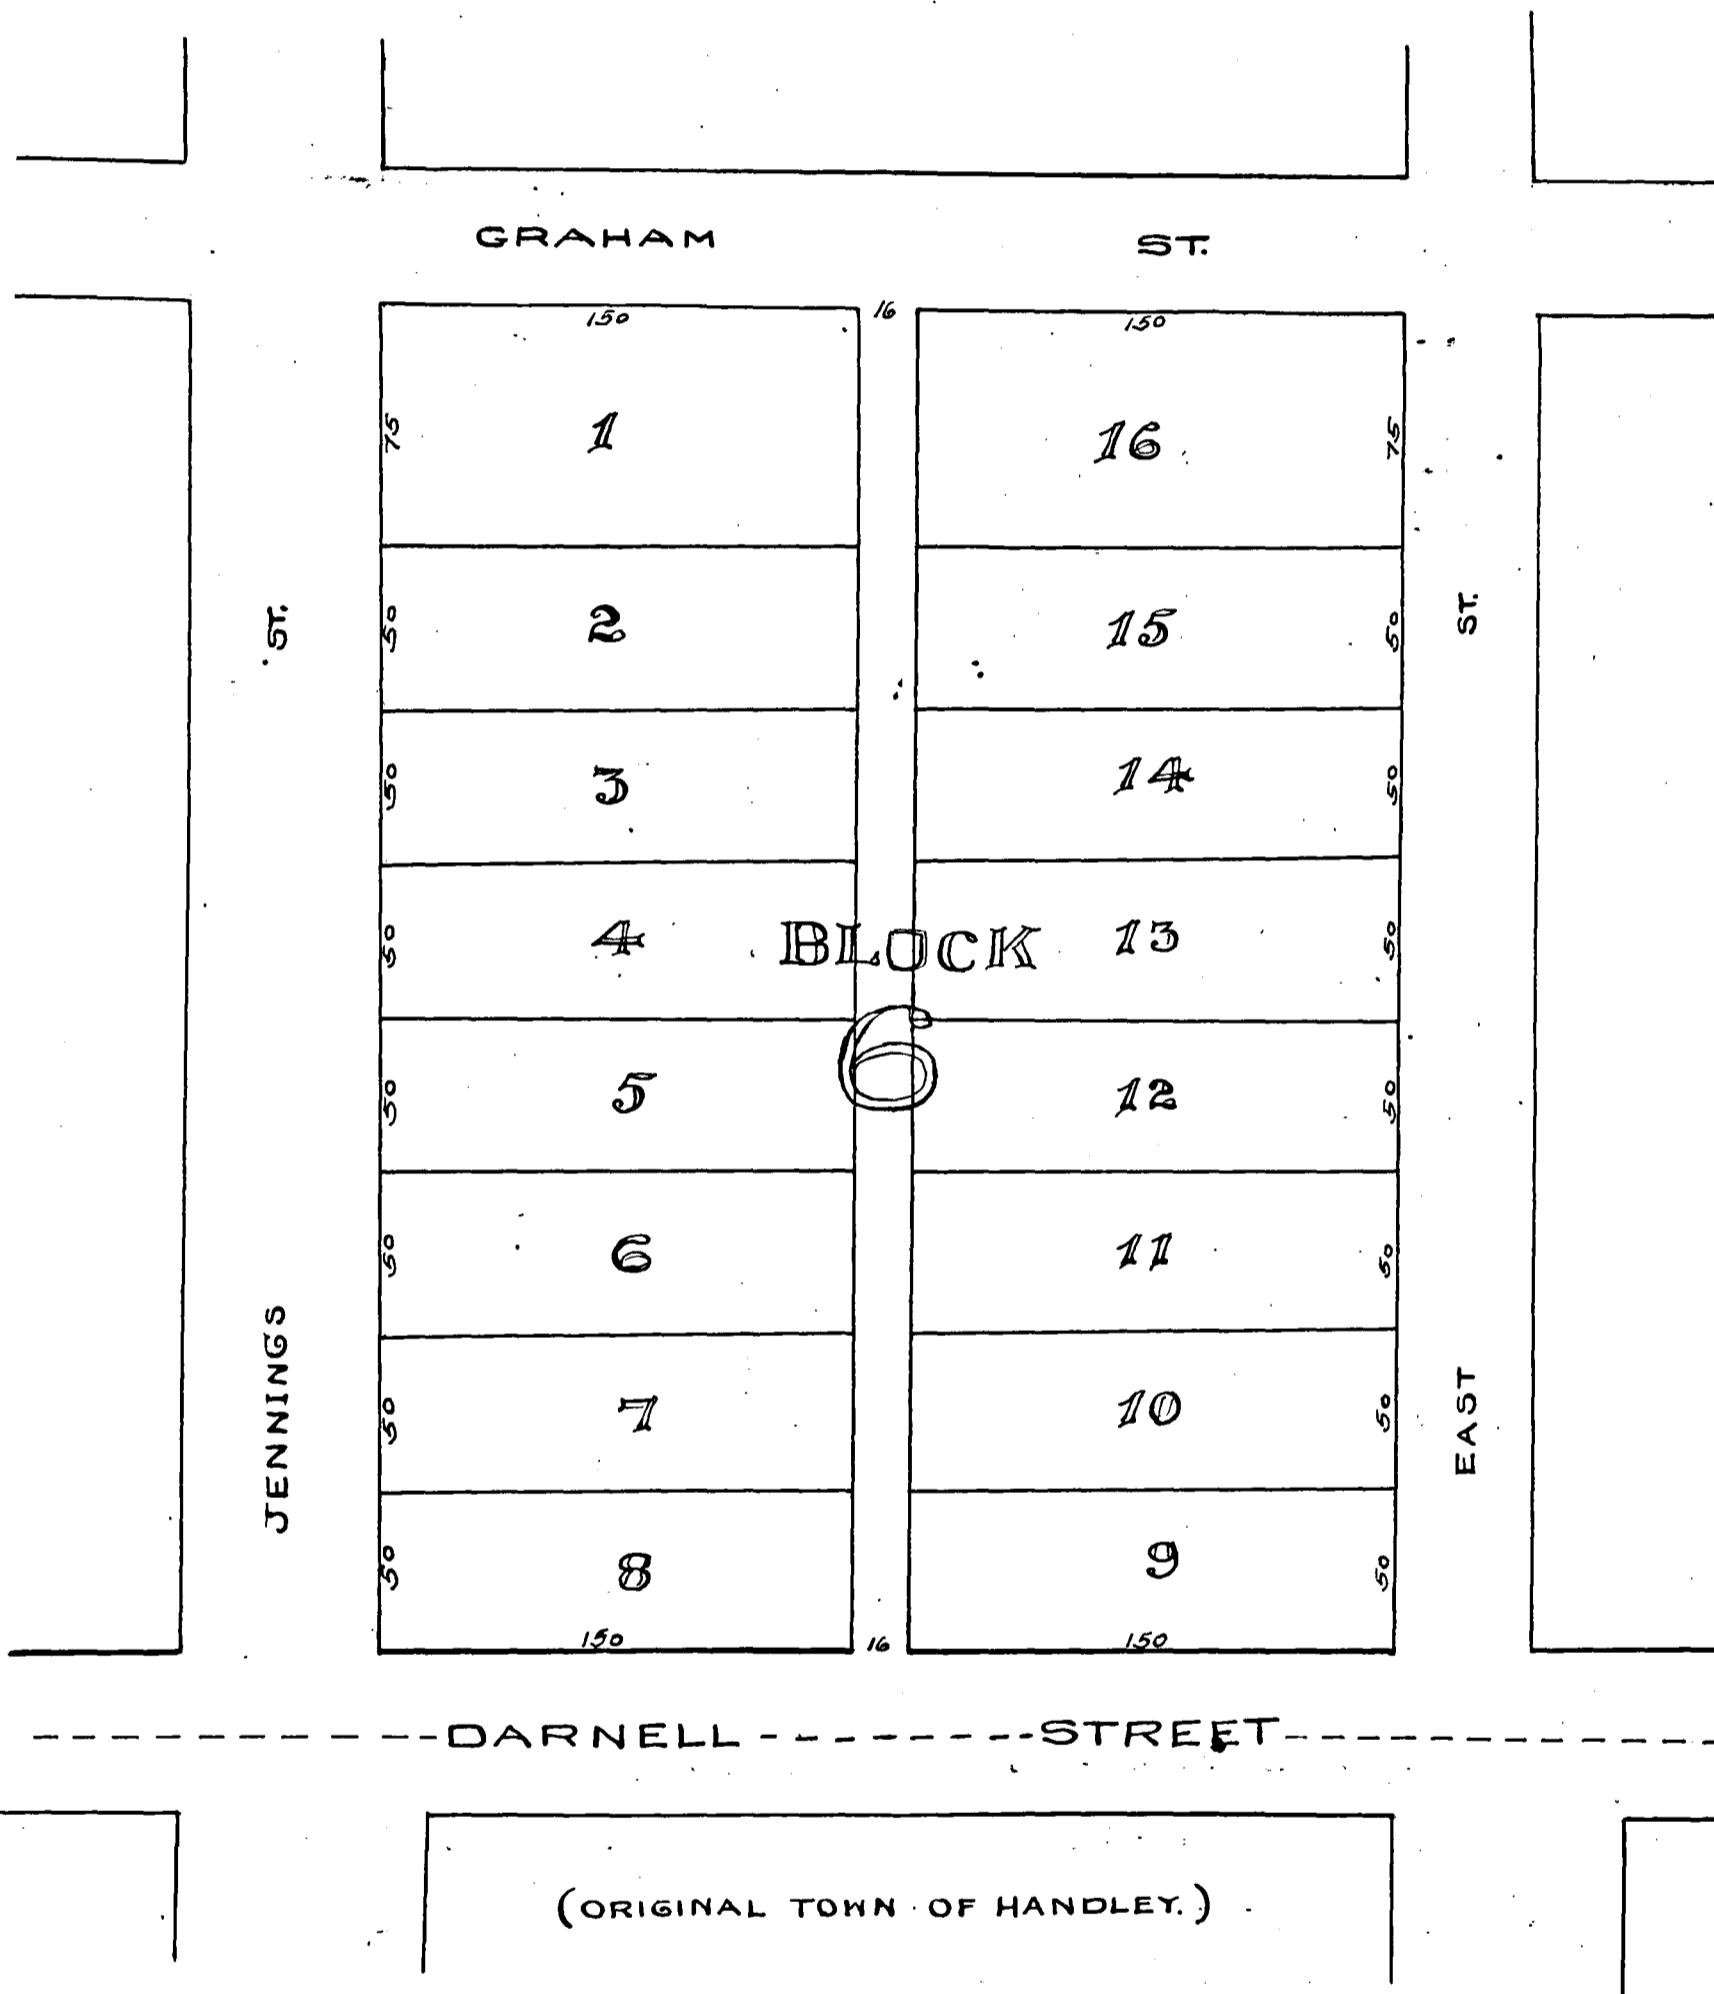 GRAHAM ST.
150 16 150
75 1 16 75
ST. 50 2 15 50 ST.
50 3 14 50
50 4 BLOCK 13 50
6
50 5 12 50
50 6 11 50
JENNINGS 50 7 10 50 EAST
50 8 9 50
150 16 150
DARNELL STREET
(ORIGINAL TOWN OF HANDLEY.)